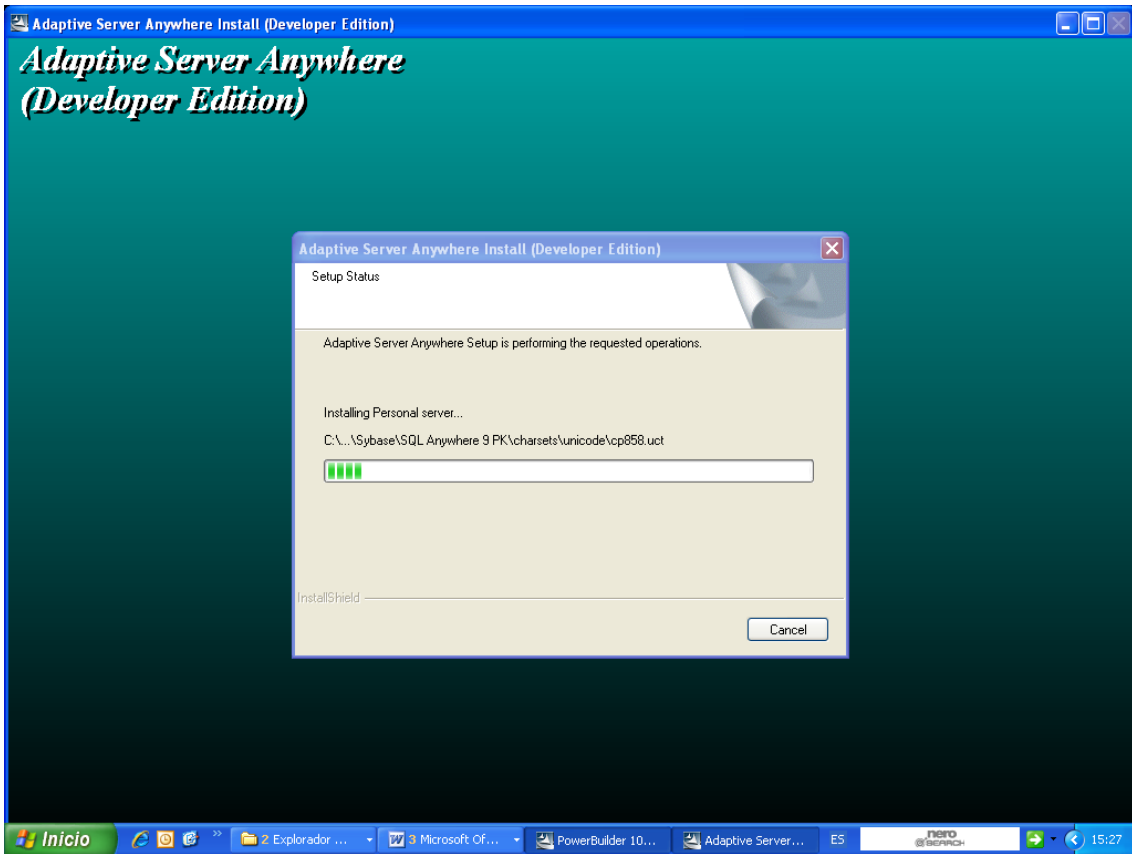 Adaptive Server Anywhere Install (Developer Edition)
Adaptive Server Anywhere
(Developer Edition)
Adaptive Server Anywhere Install (Developer Edition)
Setup Status
Adaptive Server Anywhere Setup is performing the requested operations.
Installing Personal server...
C:\...\Sybase\SQL Anywhere 9 PK\charsets\unicode\cp858.uct
InstallShield
Cancel
Inicio » 2 Explorador ... 3 Microsoft Of... PowerBuilder 10... Adaptive Server... ES nero SEARCH 15:27